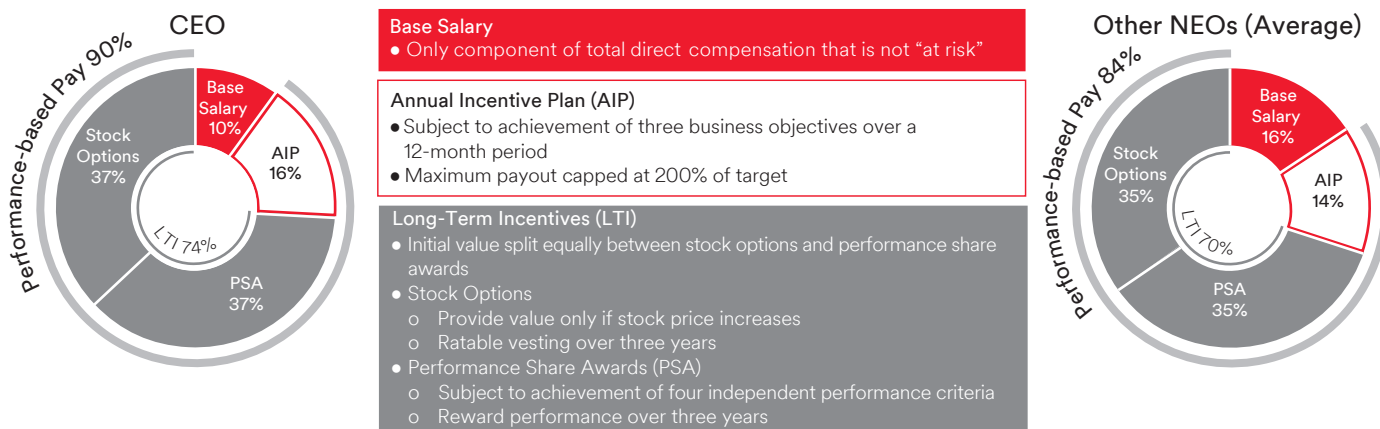 CEO
Performance-based Pay 90%
Base
Salary
10%
AIP
16%
PSA
37%
Stock
Options
37%
LTI 74%
Base Salary
● Only component of total direct compensation that is not “at risk”
Annual Incentive Plan (AIP)
● Subject to achievement of three business objectives over a
12-month period
● Maximum payout capped at 200% of target
Long-Term Incentives (LTI)
● Initial value split equally between stock options and performance share
awards
● Stock Options
o Provide value only if stock price increases
o Ratable vesting over three years
● Performance Share Awards (PSA)
o Subject to achievement of four independent performance criteria
o Reward performance over three years
Other NEOs (Average)
Performance-based Pay 84%
Base
Salary
16%
AIP
14%
PSA
35%
Stock
Options
35%
LTI 70%